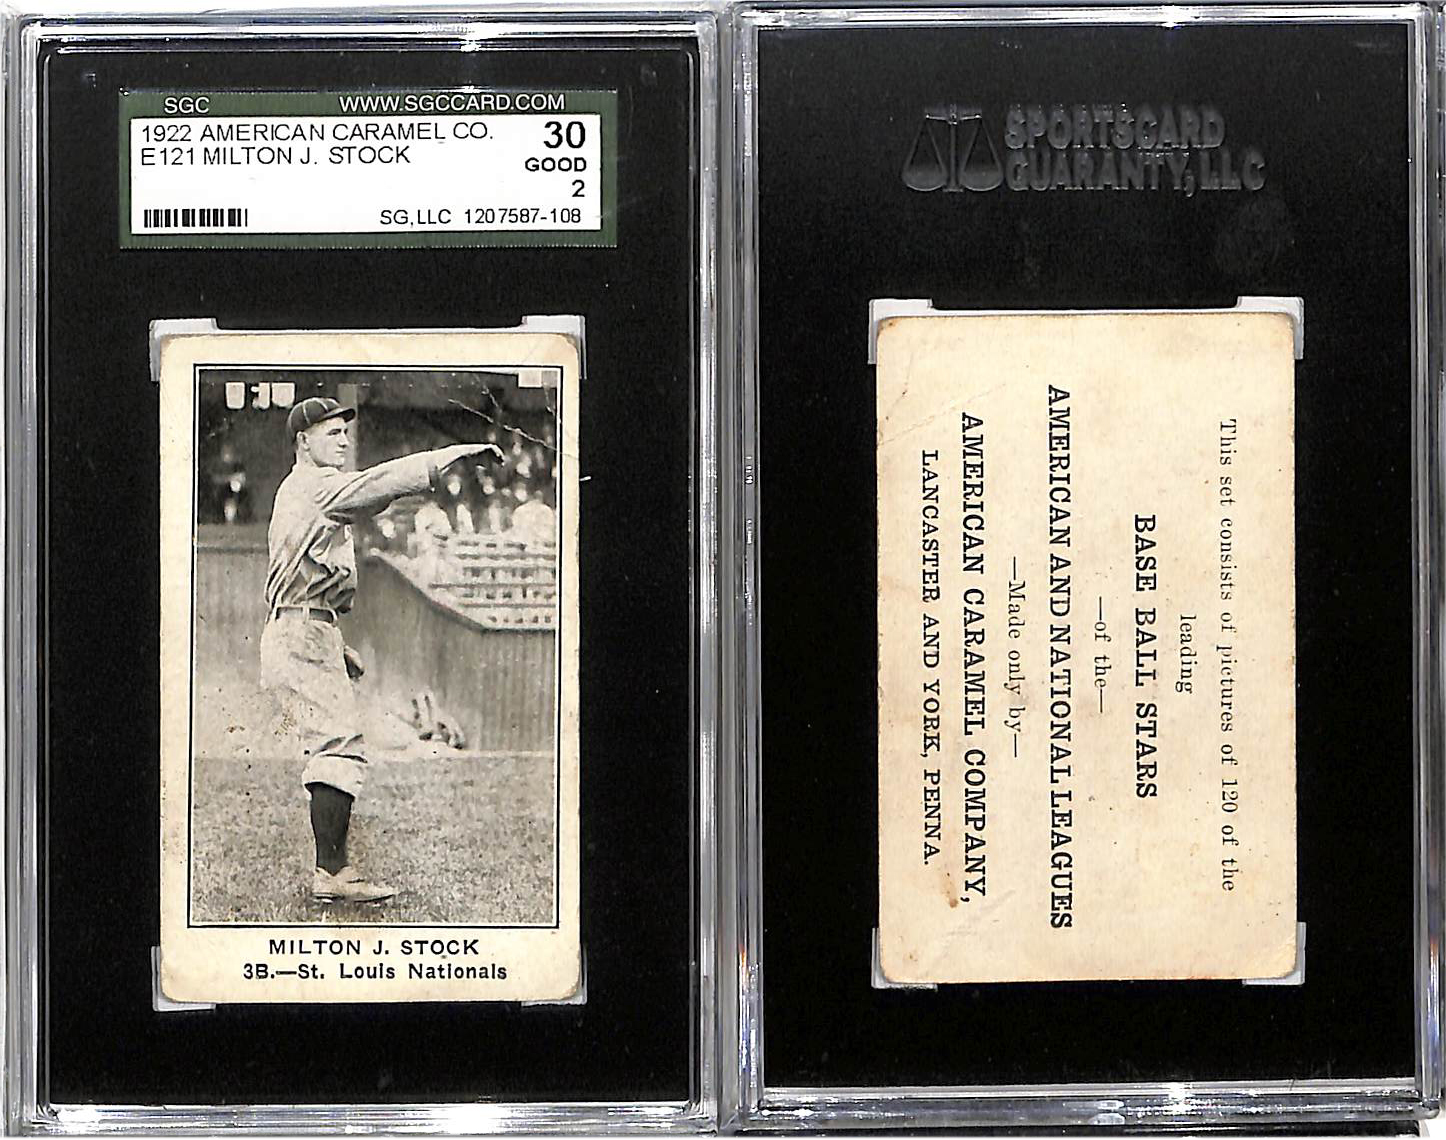 SGC WWW.SGCCARD.COM
1922 AMERICAN CARAMEL CO. 30
E121 MILTON J. STOCK GOOD
2
SG,LLC 1207587-108
MILTON J. STOCK
3B.—St. Louis Nationals
SPORTSCARD
GUARANTY, LLC
This set consists of pictures of 120 of the
leading
BASE BALL STARS
—of the—
AMERICAN AND NATIONAL LEAGUES
—Made only by—
AMERICAN CARAMEL COMPANY,
LANCASTER AND YORK, PENNA.